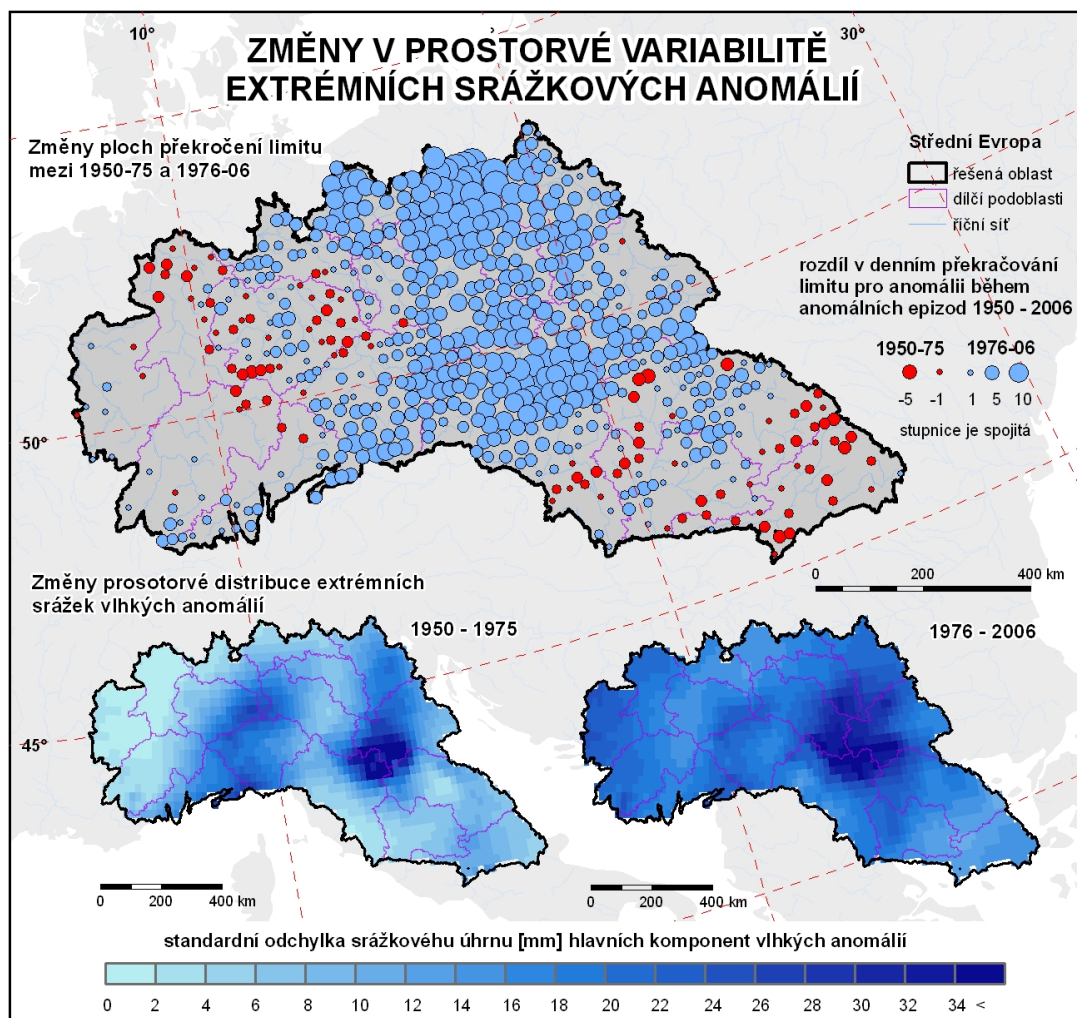 10°
30°
ZMĚNY V PROSTORVÉ VARIABILITĚ
EXTRÉMNÍCH SRÁŽKOVÝCH ANOMÁLIÍ
Změny ploch překročení limitu
mezi 1950-75 a 1976-06
Střední Evropa
řešená oblast
dílčí podoblasti
říční síť
rozdíl v denním překračování
limitu pro anomálii během
anomálních epizod 1950 - 2006
1950-75 1976-06
-5 -1 1 5 10
stupnice je spojitá
50°
0 200 400 km
Změny prosotorvé distribuce extrémních
srážek vlhkých anomálií
1950 - 1975
1976 - 2006
45°
0 200 400 km
0 200 400 km
standardní odchylka srážkovéhu úhrnu [mm] hlavních komponent vlhkých anomálií
0 2 4 6 8 10 12 14 16 18 20 22 24 26 28 30 32 34 <